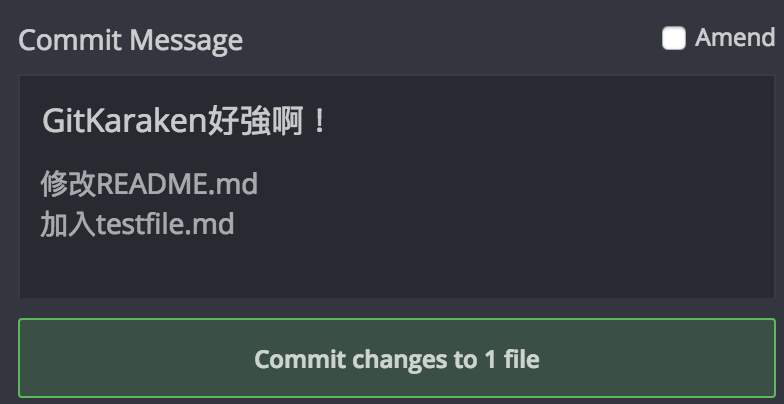 Commit Message
Amend
GitKaraken好強啊！
修改README.md
加入testfile.md
Commit changes to 1 file